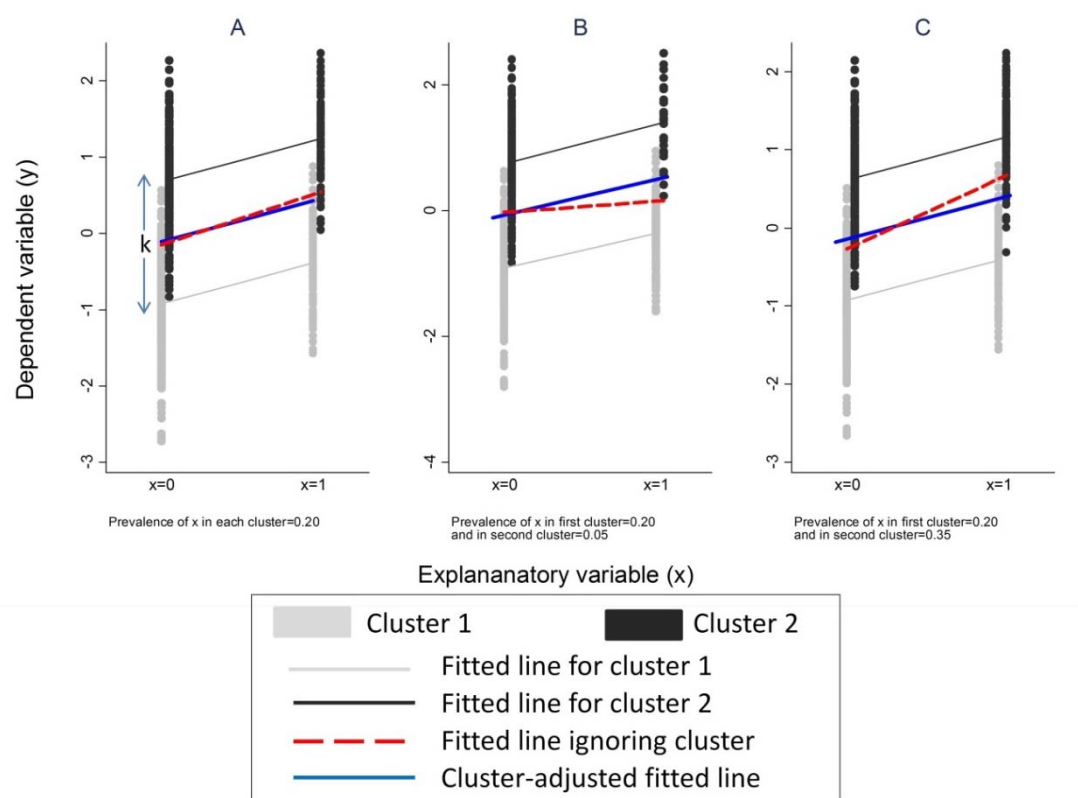 A
B
C
Dependent variable (y)
2
1
0
-1
-2
-3
k
x=0
x=1
2
0
-2
-4
x=0
x=1
2
1
0
-1
-2
-3
x=0
x=1
Prevalence of x in each cluster=0.20
Prevalence of x in first cluster=0.20
and in second cluster=0.05
Prevalence of x in first cluster=0.20
and in second cluster=0.35
Explananatory variable (x)
Cluster 1
Cluster 2
Fitted line for cluster 1
Fitted line for cluster 2
Fitted line ignoring cluster
Cluster-adjusted fitted line